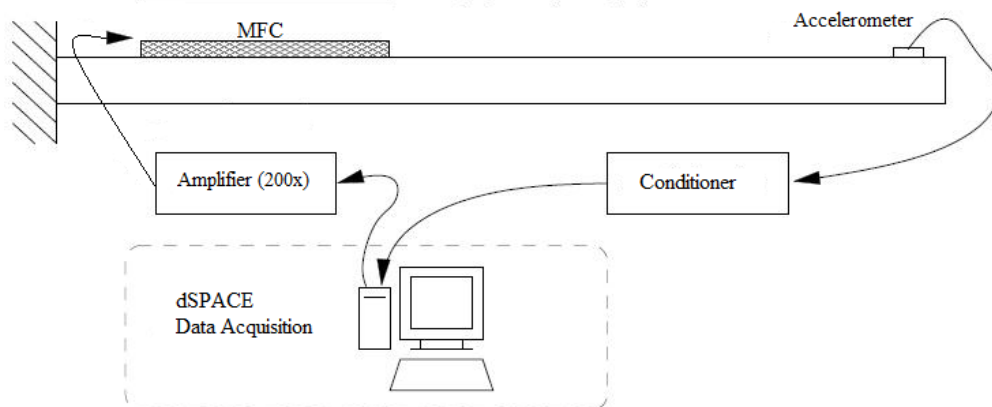 MFC
Accelerometer
Amplifier (200x)
Conditioner
dSPACE
Data Acquisition